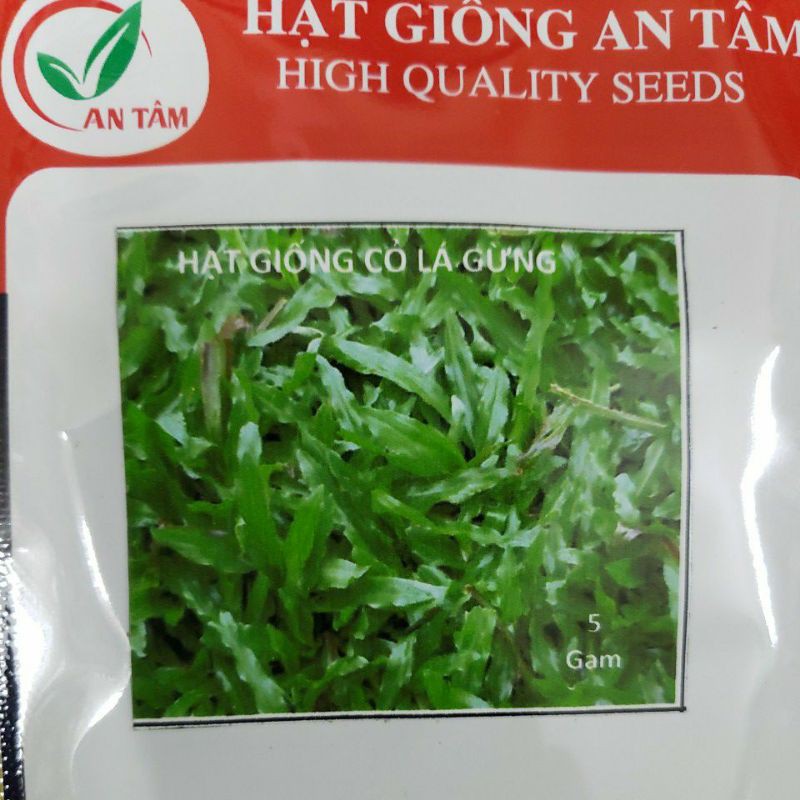 HẠT GIỐNG AN TÂM
HIGH QUALITY SEEDS
AN TÂM
HẠT GIỐNG CỎ LÁ GỪNG
5
Gam